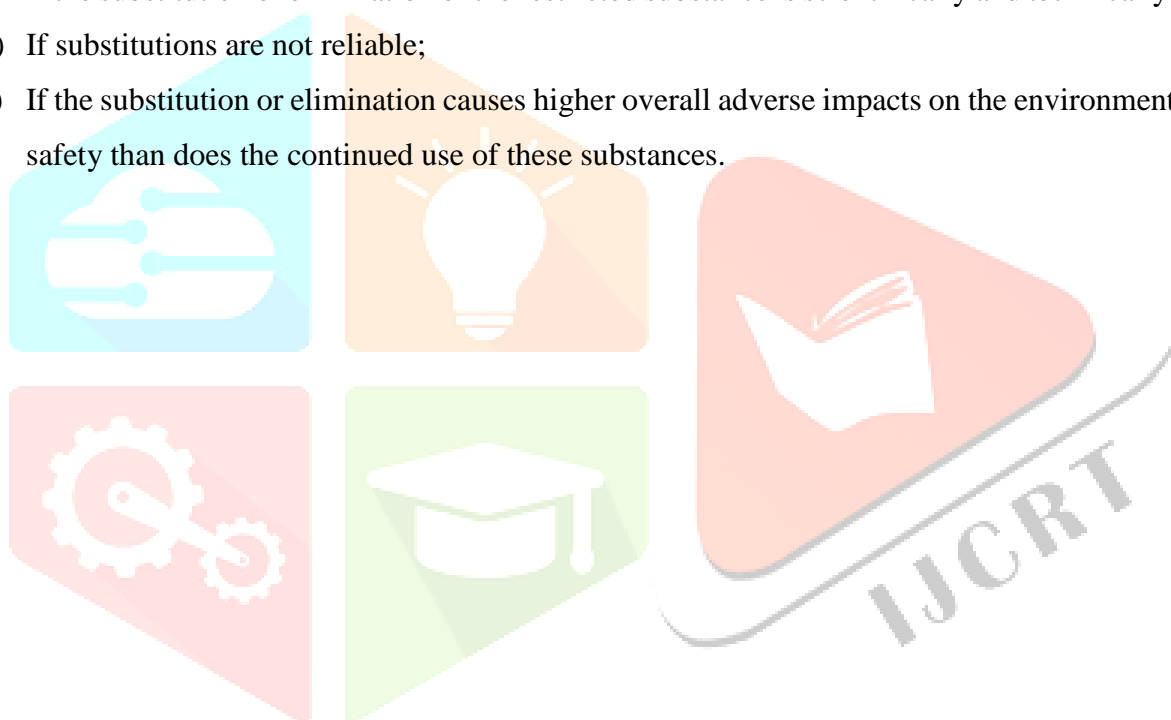 ) If substitutions are not reliable;
) If the substitution or elimination causes higher overall adverse impacts on the environment
safety than does the continued use of these substances.
IJCRT